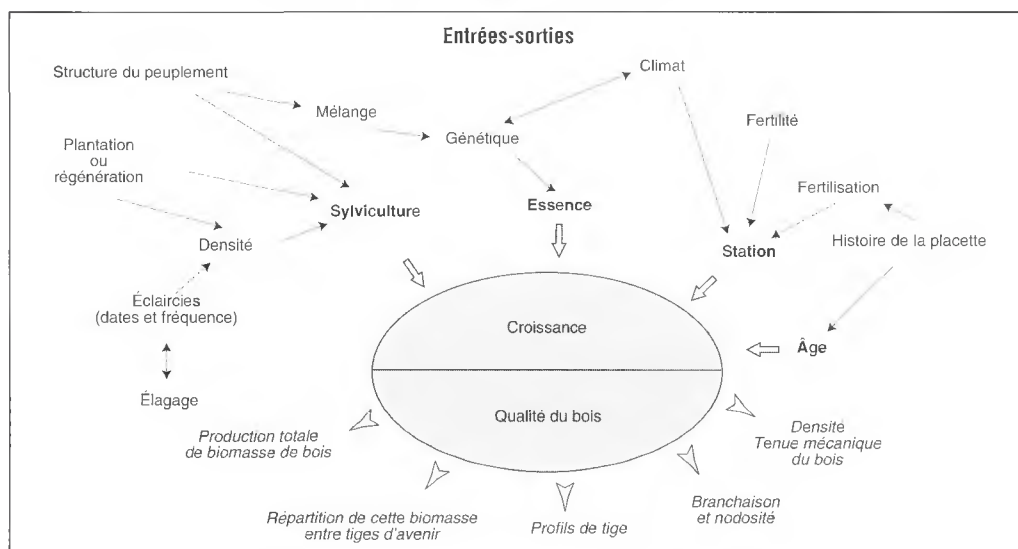 Entrées-sorties
Structure du peuplement
Climat
Mélange
Génétique
Fertilité
Plantation
ou
régénération
Sylviculture
Essence
Fertilisation
Densité
Station
Histoire de la placette
Éclaircies
(dates et fréquence)
Croissance
Âge
Élagage
Qualité du bois
Production totale
de biomasse de bois
Densité
Tenue mécanique
du bois
Répartition de cette biomasse
entre tiges d'avenir
Profils de tige
Branchaison
et nodosité